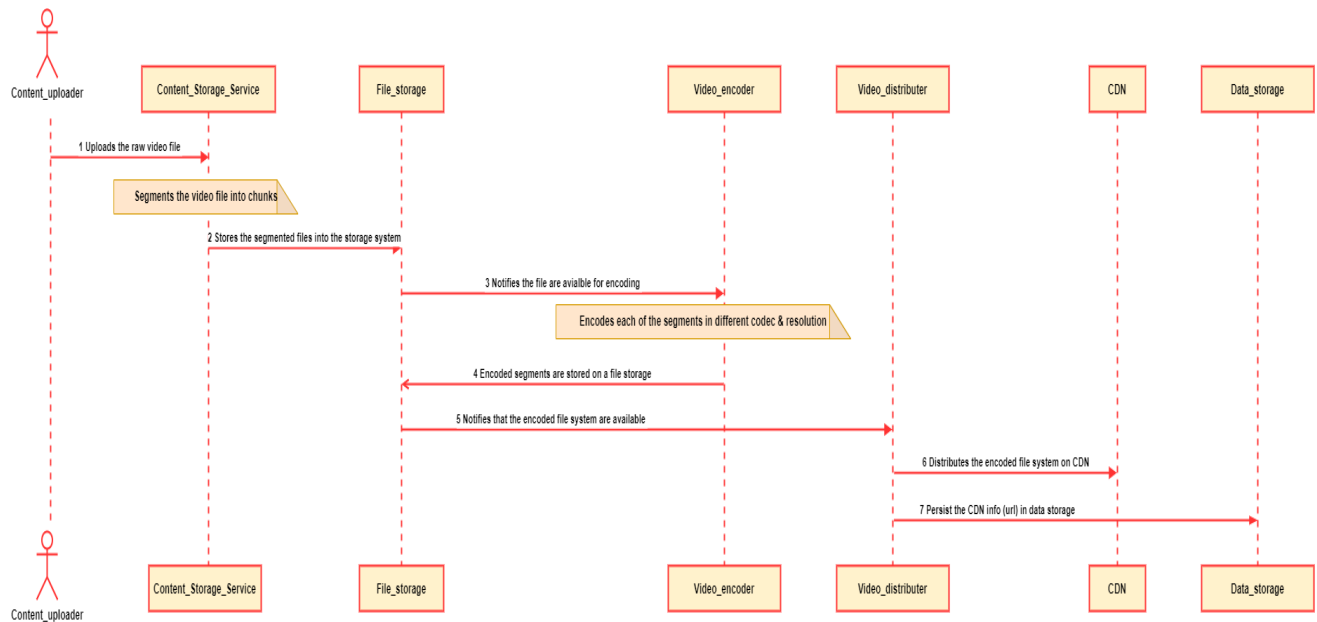 Content_uploader
Content_Storage_Service
File_storage
Video_encoder
Video_distributer
CDN
Data_storage
1 Uploads the raw video file
Segments the video file into chunks
2 Stores the segmented files into the storage system
3 Notifies the file are avialble for encoding
Encodes each of the segments in different codec & resolution
4 Encoded segments are stored on a file storage
5 Notifies that the encoded file system are available
6 Distributes the encoded file system on CDN
7 Persist the CDN info (url) in data storage
Content_uploader
Content_Storage_Service
File_storage
Video_encoder
Video_distributer
CDN
Data_storage